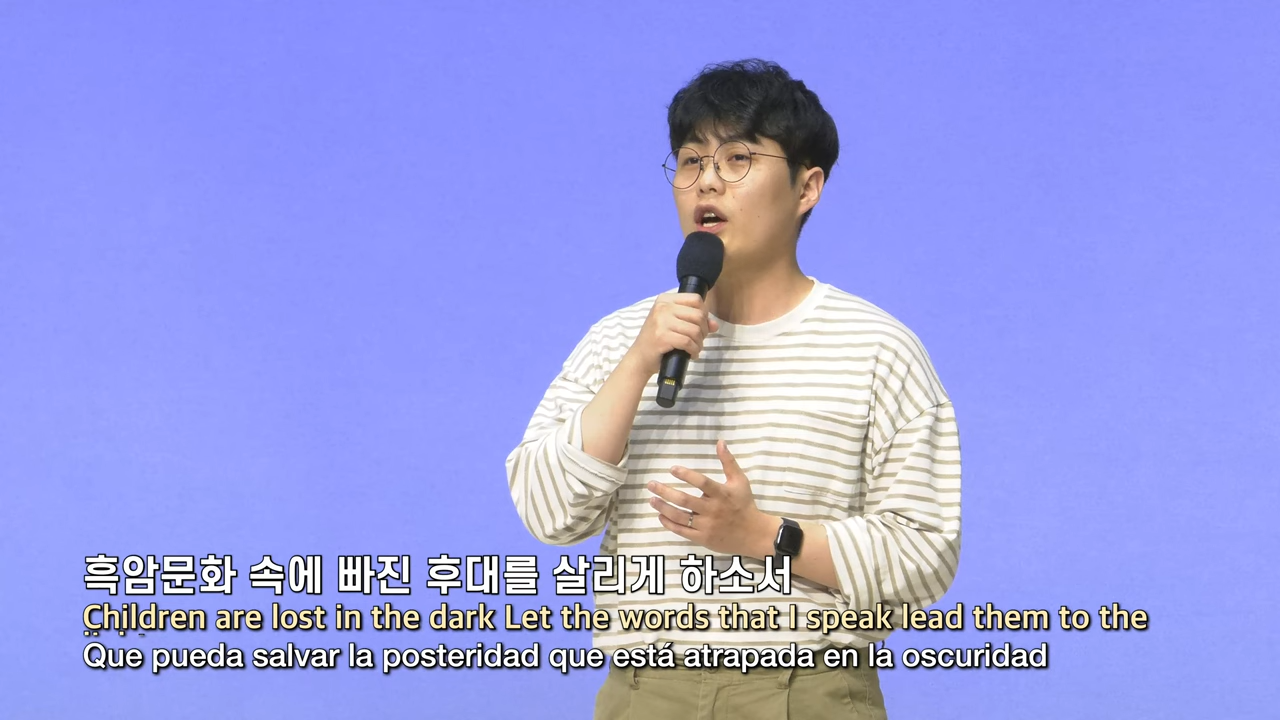 흑암문화 속에 빠진 후대를 살리게 하소서
Children are lost in the dark Let the words that I speak lead them to the
Que pueda salvar la posteridad que está atrapada en la oscuridad